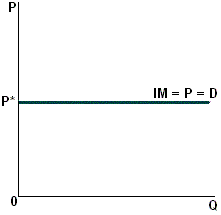 P
IM = P = D
P*
0
Q